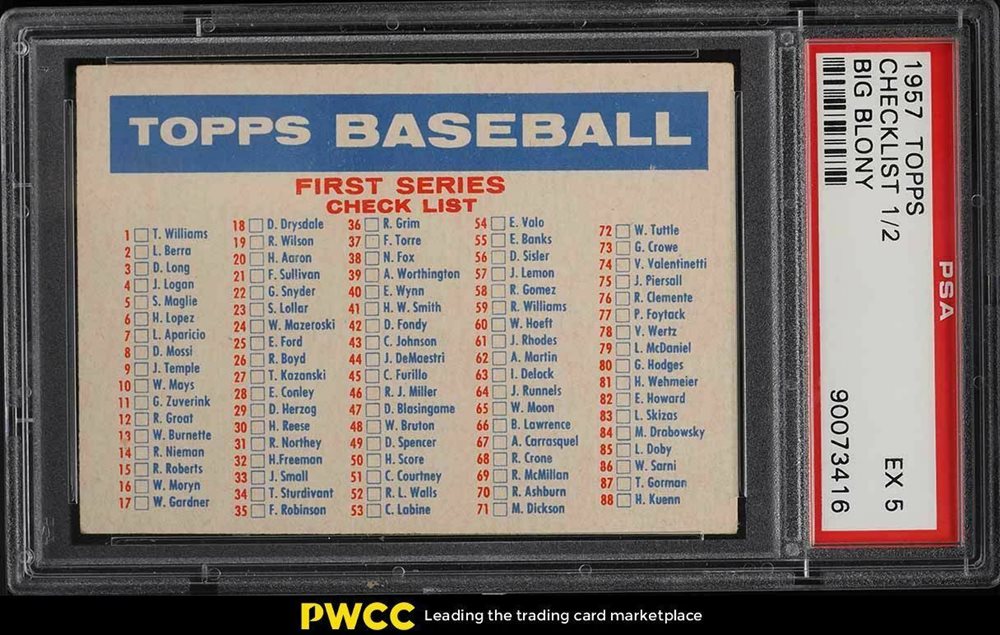 TOPPS BASEBALL
FIRST SERIES
CHECK LIST
1 T. Williams
2 L. Berra
3 D. Long
4 J. Logan
5 S. Maglie
6 H. Lopez
7 L. Aparicio
8 D. Mossi
9 J. Temple
10 W. Mays
11 G. Zuverink
12 R. Groat
13 W. Burnette
14 R. Nieman
15 R. Roberts
16 W. Moryn
17 W. Gardner
18 D. Drysdale
19 R. Wilson
20 H. Aaron
21 F. Sullivan
22 G. Snyder
23 S. Lollar
24 W. Mazeroski
25 E. Ford
26 R. Boyd
27 T. Kazanski
28 E. Conley
29 D. Herzog
30 H. Reese
31 R. Northey
32 H.Freeman
33 J. Small
34 T. Sturdivant
35 F. Robinson
36 R. Grim
37 F. Torre
38 N. Fox
39 A. Worthington
40 E. Wynn
41 H. W. Smith
42 D. Fondy
43 C. Johnson
44 J. DeMaestri
45 C. Furillo
46 R. J. Miller
47 D. Blasingame
48 W. Bruton
49 D. Spencer
50 H. Score
51 C. Courtney
52 R. L. Walls
53 C. Labine
54 E. Valo
55 E. Banks
56 D. Sisler
57 J. Lemon
58 R. Gomez
59 R. Williams
60 W. Hoeft
61 J. Rhodes
62 A. Martin
63 I. Delock
64 J. Runnels
65 W. Moon
66 B. Lawrence
67 A. Carrasquel
68 R. Crone
69 R. McMillan
70 R. Ashburn
71 M. Dickson
72 W. Tuttle
73 G. Crowe
74 V. Valentinetti
75 J. Piersall
76 R. Clemente
77 P. Foytack
78 V. Wertz
79 L. McDaniel
80 G. Hodges
81 H. Wehmeier
82 E. Howard
83 L. Skizas
84 M. Drabowsky
85 L. Doby
86 W. Sarni
87 T. Gorman
88 H. Kuenn
1957 TOPPS
CHECKLIST 1/2
BIG BLONY
EX 5
90073416
PSA
PWCC Leading the trading card marketplace